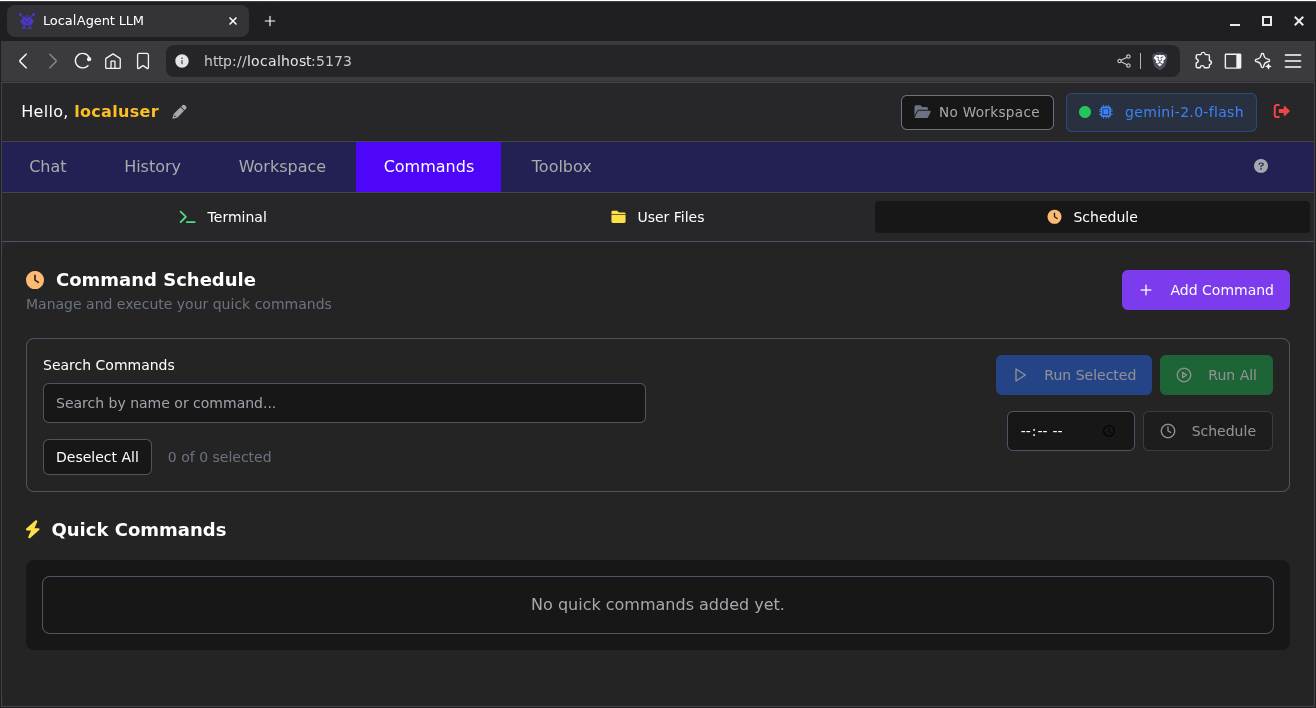 LocalAgent LLM
http://localhost:5173
Hello, localuser
No Workspace
gemini-2.0-flash
Chat History Workspace Commands Toolbox
Terminal User Files Schedule
Command Schedule
Manage and execute your quick commands
Add Command
Search Commands
Search by name or command...
Run Selected
Run All
--:-- --
Schedule
Deselect All
0 of 0 selected
Quick Commands
No quick commands added yet.